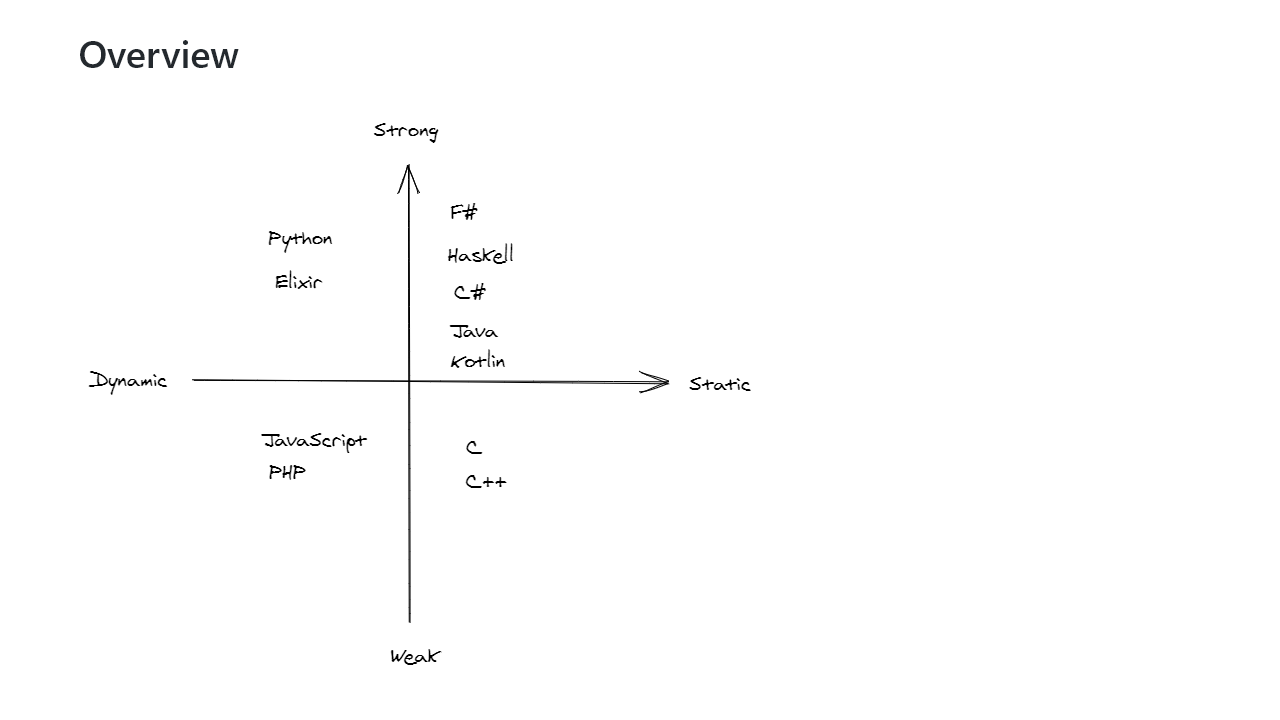 Overview
Strong
F#
Python
Haskell
Elixir
C#
Java
Kotlin
Dynamic
Static
JavaScript
C
PHP
C++
Weak